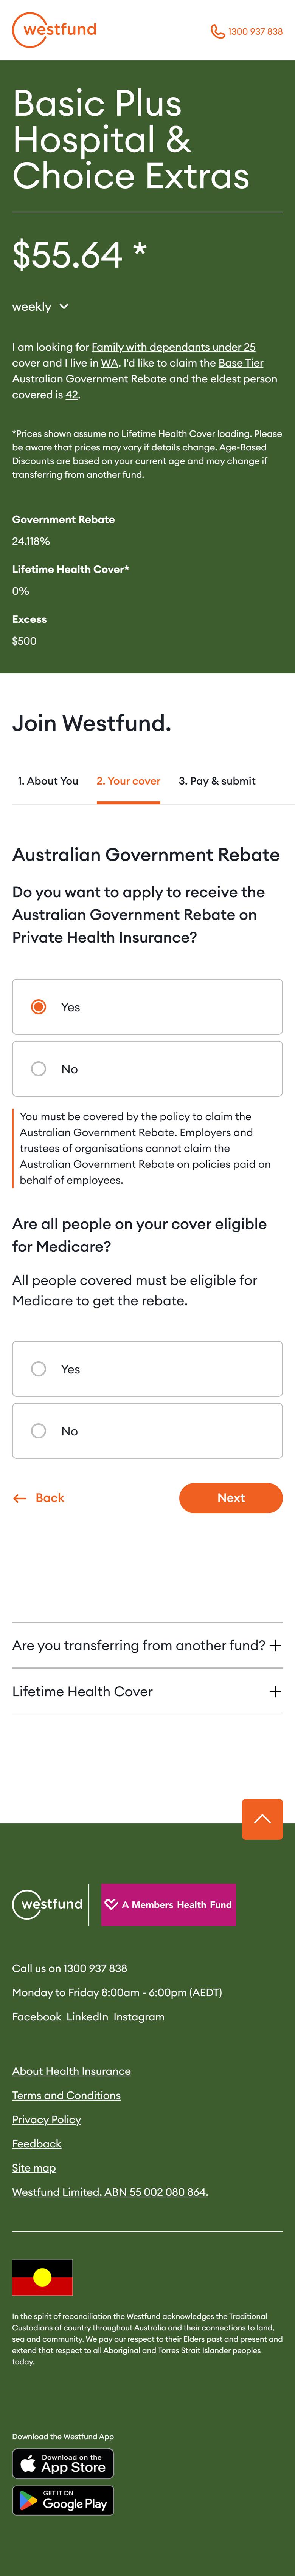 westfund
1300 937 838
Basic Plus
Hospital &
Choice Extras
$55.64 *
weekly
I am looking for Family with dependants under 25
cover and I live in WA. I'd like to claim the Base Tier
Australian Government Rebate and the eldest person
covered is 42.
*Prices shown assume no Lifetime Health Cover loading. Please
be aware that prices may vary if details change. Age-Based
Discounts are based on your current age and may change if
transferring from another fund.
Government Rebate
24.118%
Lifetime Health Cover*
0%
Excess
$500
Join Westfund.
1. About You 2. Your cover 3. Pay & submit
Australian Government Rebate
Do you want to apply to receive the
Australian Government Rebate on
Private Health Insurance?
Yes
No
You must be covered by the policy to claim the
Australian Government Rebate. Employers and
trustees of organisations cannot claim the
Australian Government Rebate on policies paid on
behalf of employees.
Are all people on your cover eligible
for Medicare?
All people covered must be eligible for
Medicare to get the rebate.
Yes
No
Back Next
Are you transferring from another fund?
Lifetime Health Cover
westfund A Members Health Fund
Call us on 1300 937 838
Monday to Friday 8:00am - 6:00pm (AEDT)
Facebook LinkedIn Instagram
About Health Insurance
Terms and Conditions
Privacy Policy
Feedback
Site map
Westfund Limited. ABN 55 002 080 864.
In the spirit of reconciliation the Westfund acknowledges the Traditional
Custodians of country throughout Australia and their connections to land,
sea and community. We pay our respect to their Elders past and present and
extend that respect to all Aboriginal and Torres Strait Islander peoples
today.
Download the Westfund App
Download on the
App Store
GET IT ON
Google Play